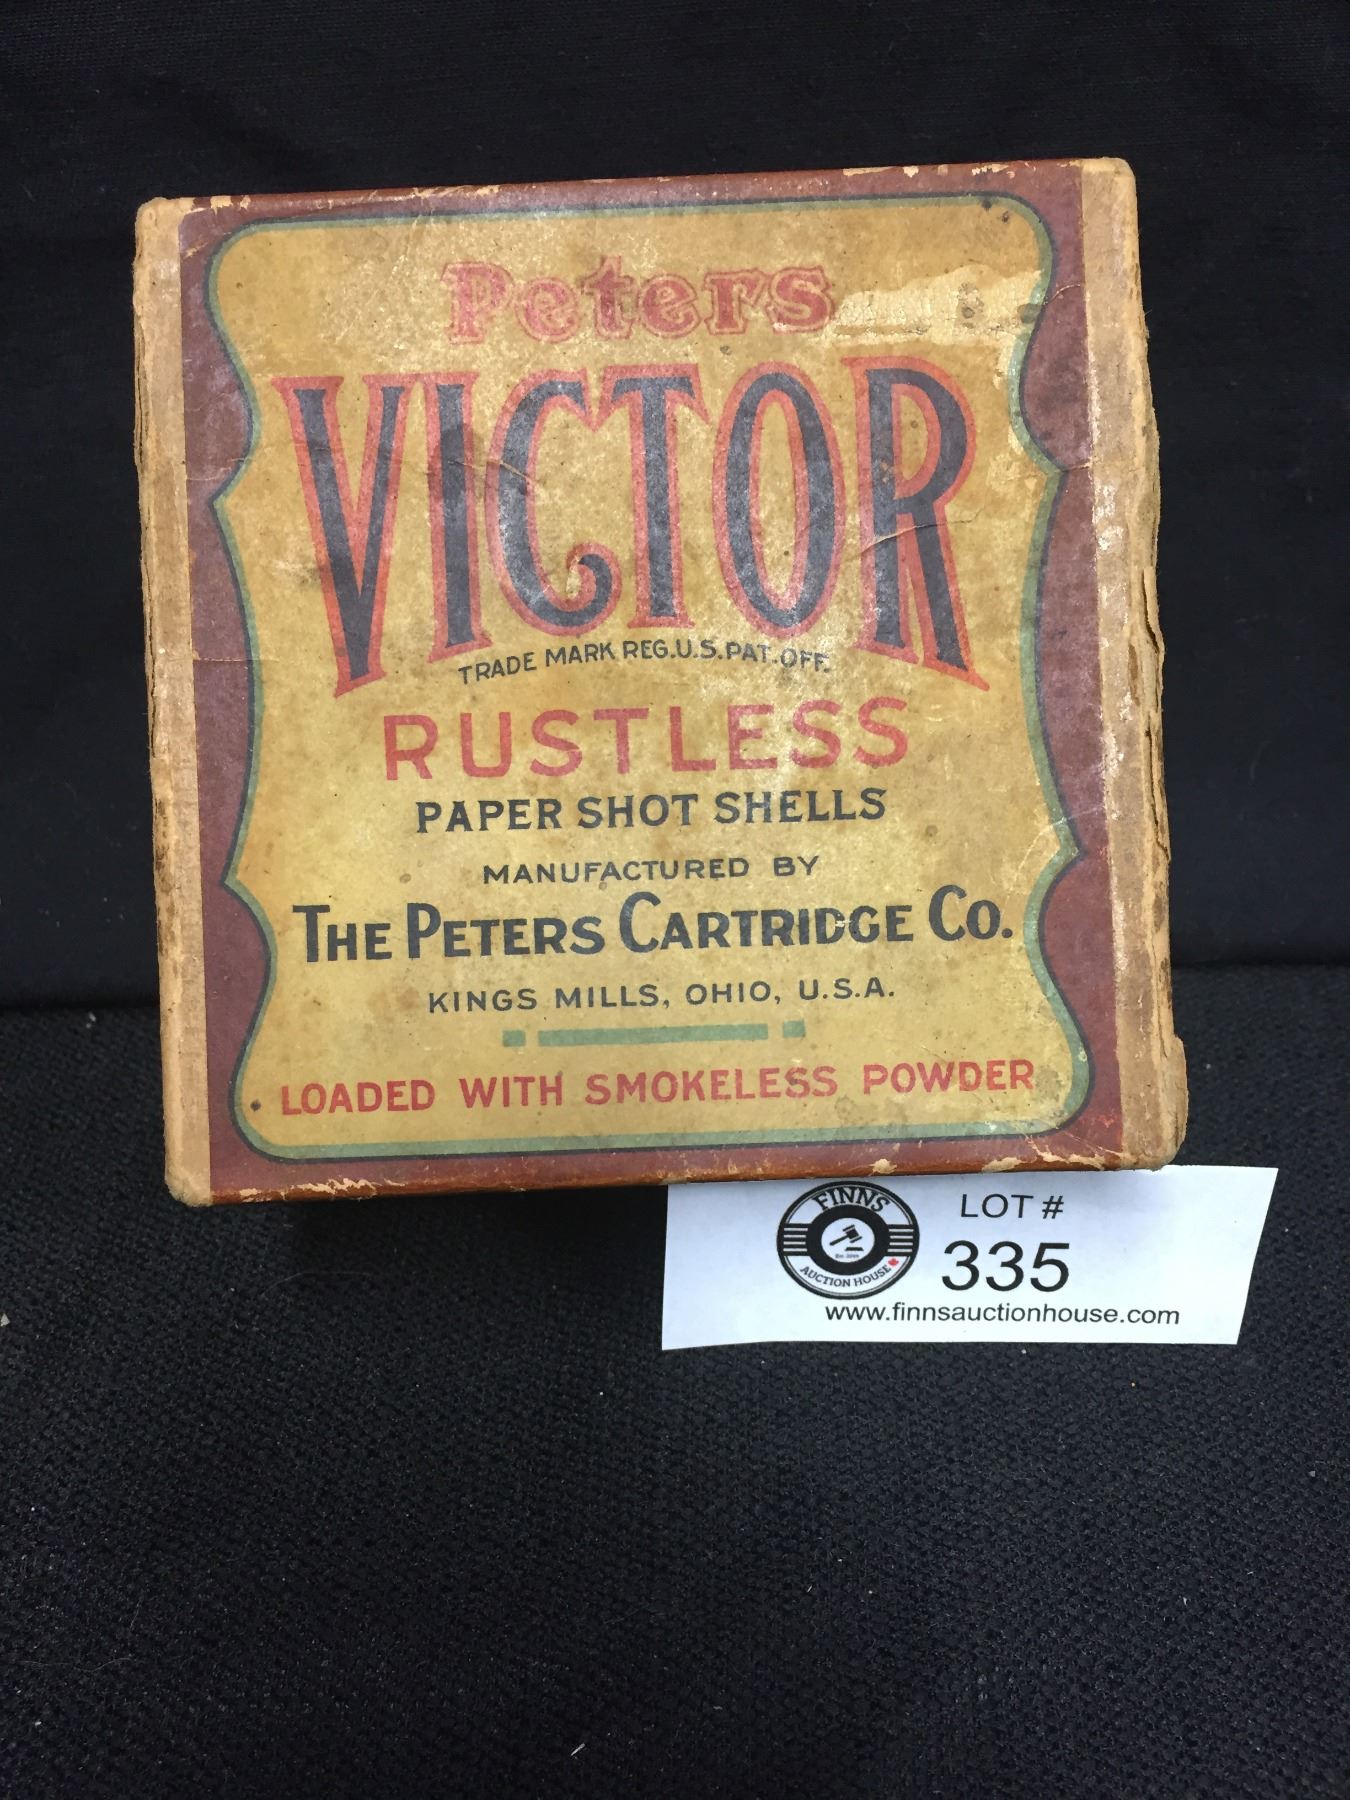 Peters
VICTOR
TRADE MARK REG.U.S.PAT.OFF.
RUSTLESS
PAPER SHOT SHELLS
MANUFACTURED BY
THE PETERS CARTRIDGE CO.
KINGS MILLS, OHIO, U.S.A.
LOADED WITH SMOKELESS POWDER
FINNS
AUCTION HOUSE
LOT #
335
www.finnsauctionhouse.com